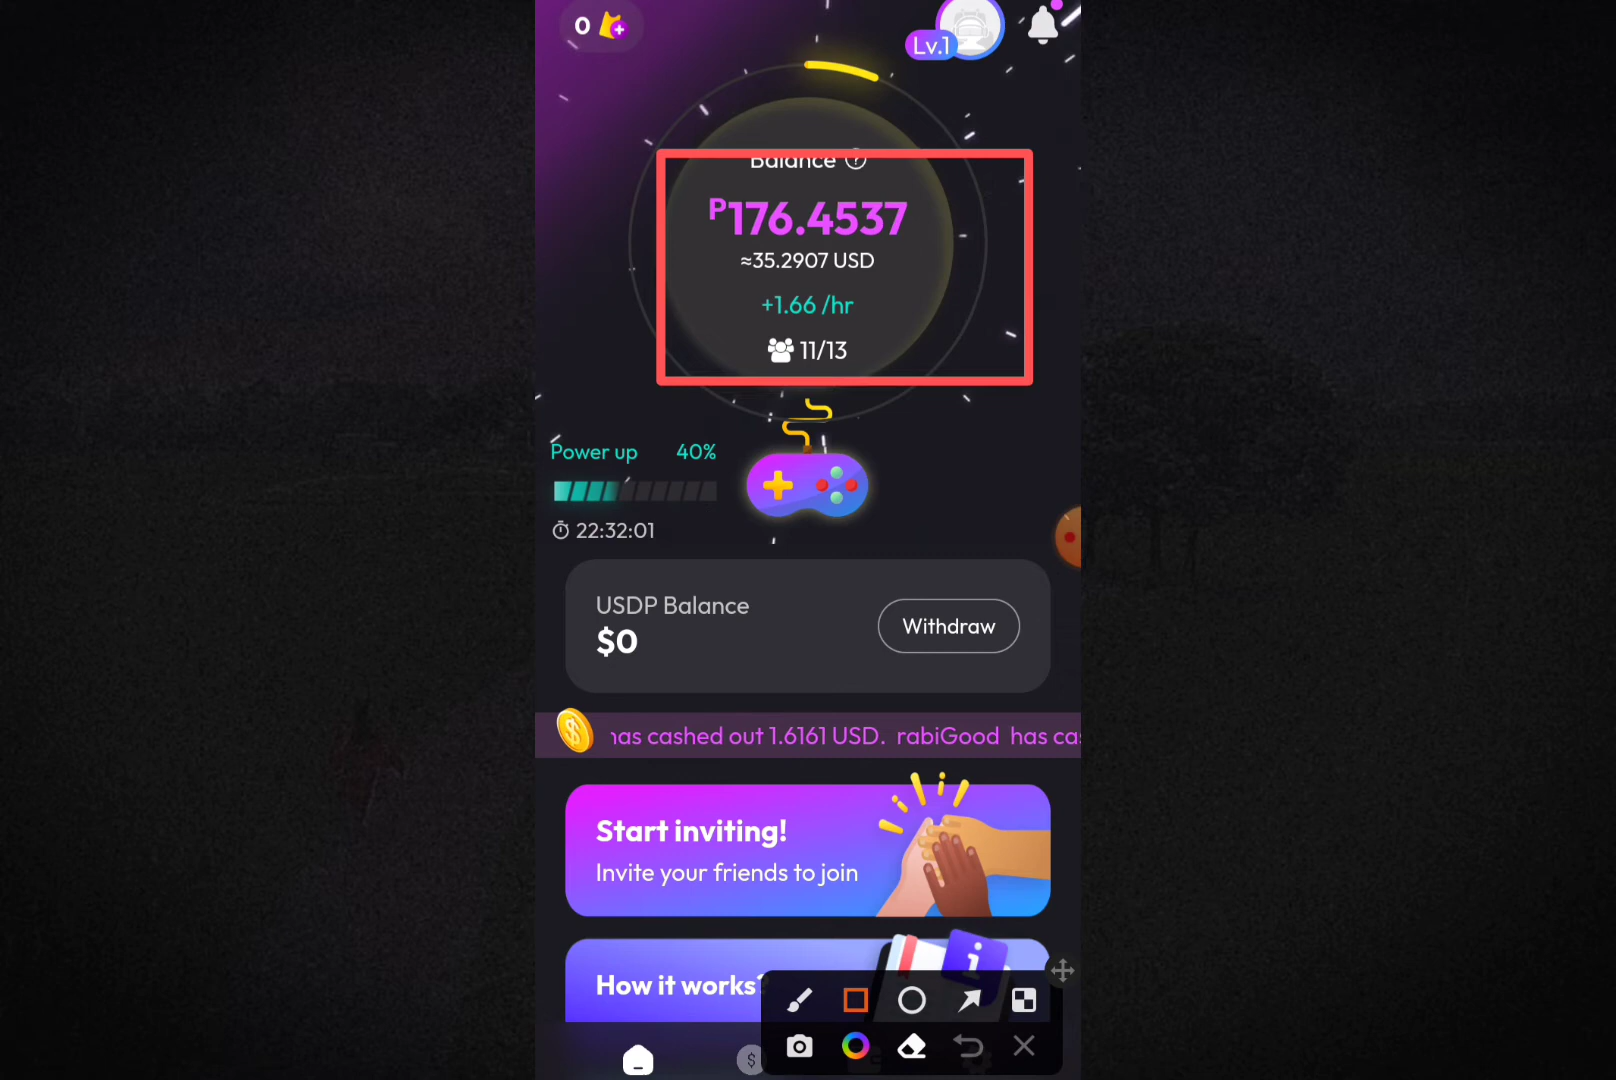 0
Lv.1
Balance ?
P176.4537
≈35.2907 USD
+1.66 /hr
11/13
Power up 40%
22:32:01
USDP Balance
$0
Withdraw
has cashed out 1.6161 USD. rabiGood has cas
Start inviting!
Invite your friends to join
How it works?